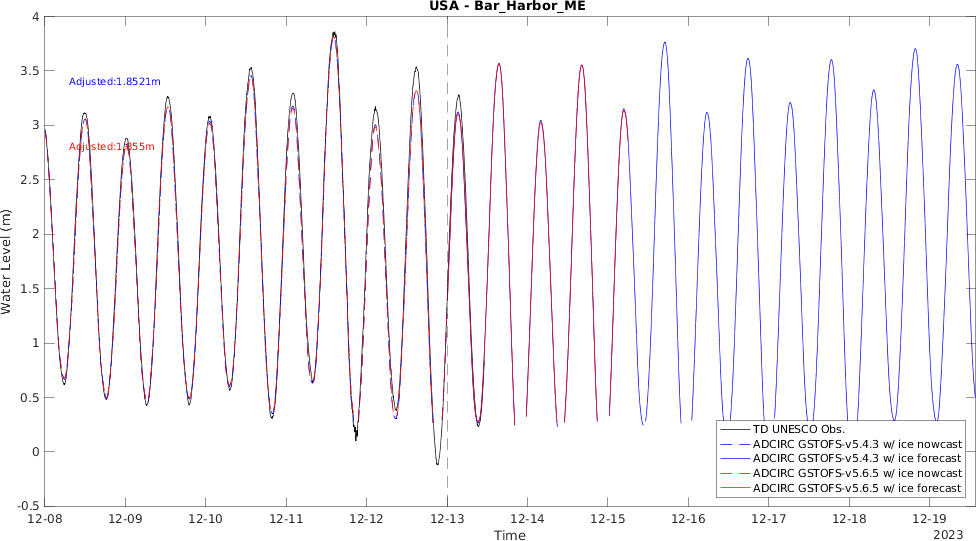 USA - Bar_Harbor_ME
4
3.5
3
2.5
2
1.5
1
0.5
0
-0.5
Water Level (m)
Adjusted:1.8521m
Adjusted:1.855m
TD UNESCO Obs.
ADCIRC GSTOFS-v5.4.3 w/ ice nowcast
ADCIRC GSTOFS-v5.4.3 w/ ice forecast
ADCIRC GSTOFS-v5.6.5 w/ ice nowcast
ADCIRC GSTOFS-v5.6.5 w/ ice forecast
12-08 12-09 12-10 12-11 12-12 12-13 12-14 12-15 12-16 12-17 12-18 12-19
Time
2023